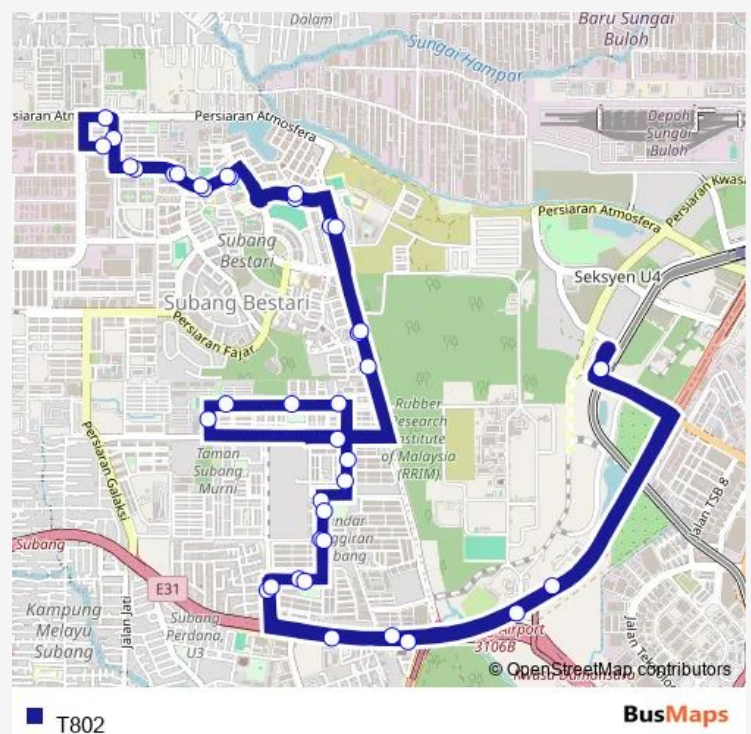 Dalam
Baru Sungai
Buloh
Sungai Hampar
Depoh
Sungai
Buloh
siaran Atm
Persiaran Atmosfera
Persiaran Kwasa
Persiaran Atmosfera
Subang
Bestari
Seksyen U4
Subang Bestari
Persiaran Fajar
Rubber
Research
Institute
of Malaysia
(RRIM)
Persiaran Galaksi
Taman
Subang
Murni
Jalan TSB 8
Subang
E31
Kampung
Melayu
Subang
Jalan Jati
Subang
Perdana,
U3
Airport
3106B
© OpenStreetMap contributors
T802
BusMaps